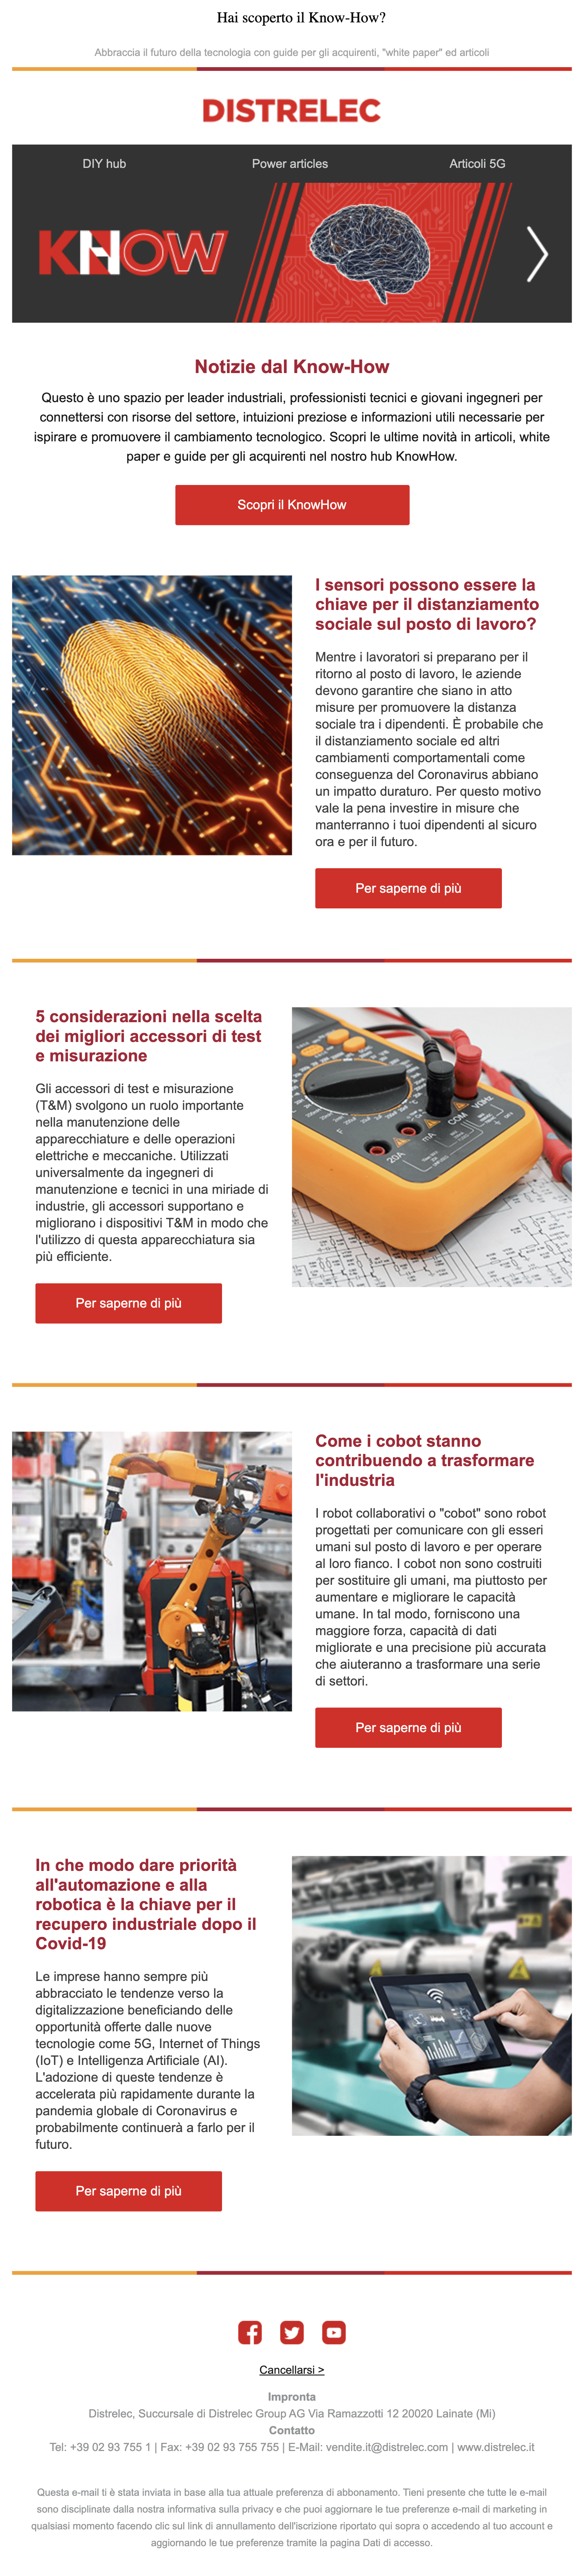 Hai scoperto il Know-How?
Abbraccia il futuro della tecnologia con guide per gli acquirenti, "white paper" ed articoli
DISTRELEC
DIY hub
Power articles
Articoli 5G
KNOW
Notizie dal Know-How
Questo è uno spazio per leader industriali, professionisti tecnici e giovani ingegneri per
connettersi con risorse del settore, intuizioni preziose e informazioni utili necessarie per
ispirare e promuovere il cambiamento tecnologico. Scopri le ultime novità in articoli, white
paper e guide per gli acquirenti nel nostro hub KnowHow.
Scopri il KnowHow
I sensori possono essere la
chiave per il distanziamento
sociale sul posto di lavoro?
Mentre i lavoratori si preparano per il
ritorno al posto di lavoro, le aziende
devono garantire che siano in atto
misure per promuovere la distanza
sociale tra i dipendenti. È probabile che
il distanziamento sociale ed altri
cambiamenti comportamentali come
conseguenza del Coronavirus abbiano
un impatto duraturo. Per questo motivo
vale la pena investire in misure che
manterranno i tuoi dipendenti al sicuro
ora e per il futuro.
Per saperne di più
5 considerazioni nella scelta
dei migliori accessori di test
e misurazione
Gli accessori di test e misurazione
(T&M) svolgono un ruolo importante
nella manutenzione delle
apparecchiature e delle operazioni
elettriche e meccaniche. Utilizzati
universalmente da ingegneri di
manutenzione e tecnici in una miriade di
industrie, gli accessori supportano e
migliorano i dispositivi T&M in modo che
l'utilizzo di questa apparecchiatura sia
più efficiente.
Per saperne di più
20A
mA
COM
VΩHz
Come i cobot stanno
contribuendo a trasformare
l'industria
I robot collaborativi o "cobot" sono robot
progettati per comunicare con gli esseri
umani sul posto di lavoro e per operare
al loro fianco. I cobot non sono costruiti
per sostituire gli umani, ma piuttosto per
aumentare e migliorare le capacità
umane. In tal modo, forniscono una
maggiore forza, capacità di dati
migliorate e una precisione più accurata
che aiuteranno a trasformare una serie
di settori.
Per saperne di più
In che modo dare priorità
all'automazione e alla
robotica è la chiave per il
recupero industriale dopo il
Covid-19
Le imprese hanno sempre più
abbracciato le tendenze verso la
digitalizzazione beneficiando delle
opportunità offerte dalle nuove
tecnologie come 5G, Internet of Things
(IoT) e Intelligenza Artificiale (AI).
L'adozione di queste tendenze è
accelerata più rapidamente durante la
pandemia globale di Coronavirus e
probabilmente continuerà a farlo per il
futuro.
Per saperne di più
Cancellarsi >
Impronta
Distrelec, Succursale di Distrelec Group AG Via Ramazzotti 12 20020 Lainate (Mi)
Contatto
Tel: +39 02 93 755 1 | Fax: +39 02 93 755 755 | E-Mail: vendite.it@distrelec.com | www.distrelec.it
Questa e-mail ti è stata inviata in base alla tua attuale preferenza di abbonamento. Tieni presente che tutte le e-mail
sono disciplinate dalla nostra informativa sulla privacy e che puoi aggiornare le tue preferenze e-mail di marketing in
qualsiasi momento facendo clic sul link di annullamento dell'iscrizione riportato qui sopra o accedendo al tuo account e
aggiornando le tue preferenze tramite la pagina Dati di accesso.